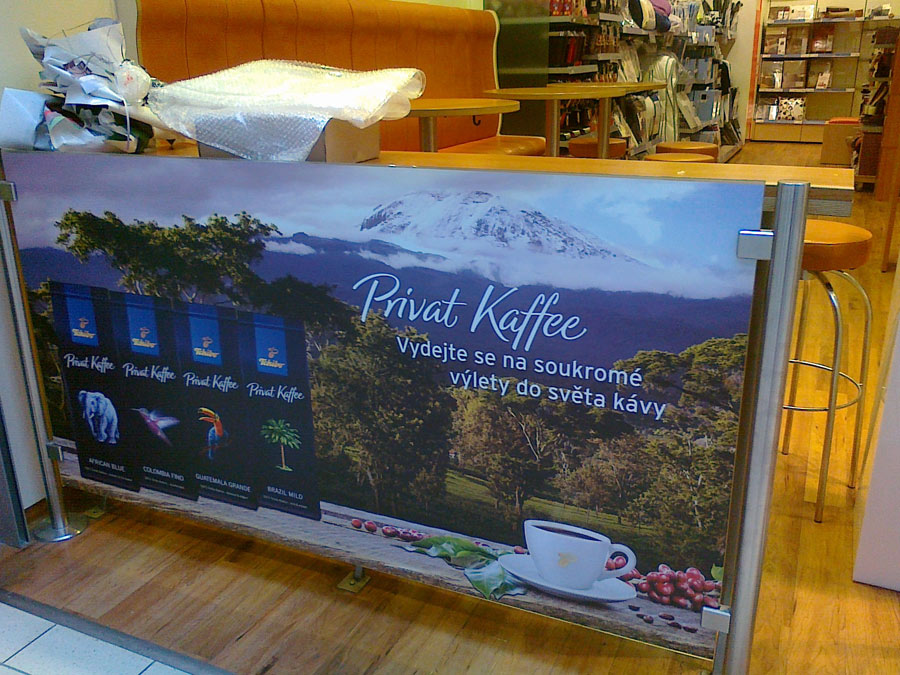 Privat Kaffee
Vydejte se na soukromé
výlety do světa kávy
Tchibo
Privat Kaffee
AFRICAN BLUE
Tchibo
Privat Kaffee
COLOMBIA FINO
Tchibo
Privat Kaffee
GUATEMALA GRANDE
Tchibo
Privat Kaffee
BRAZIL MILD